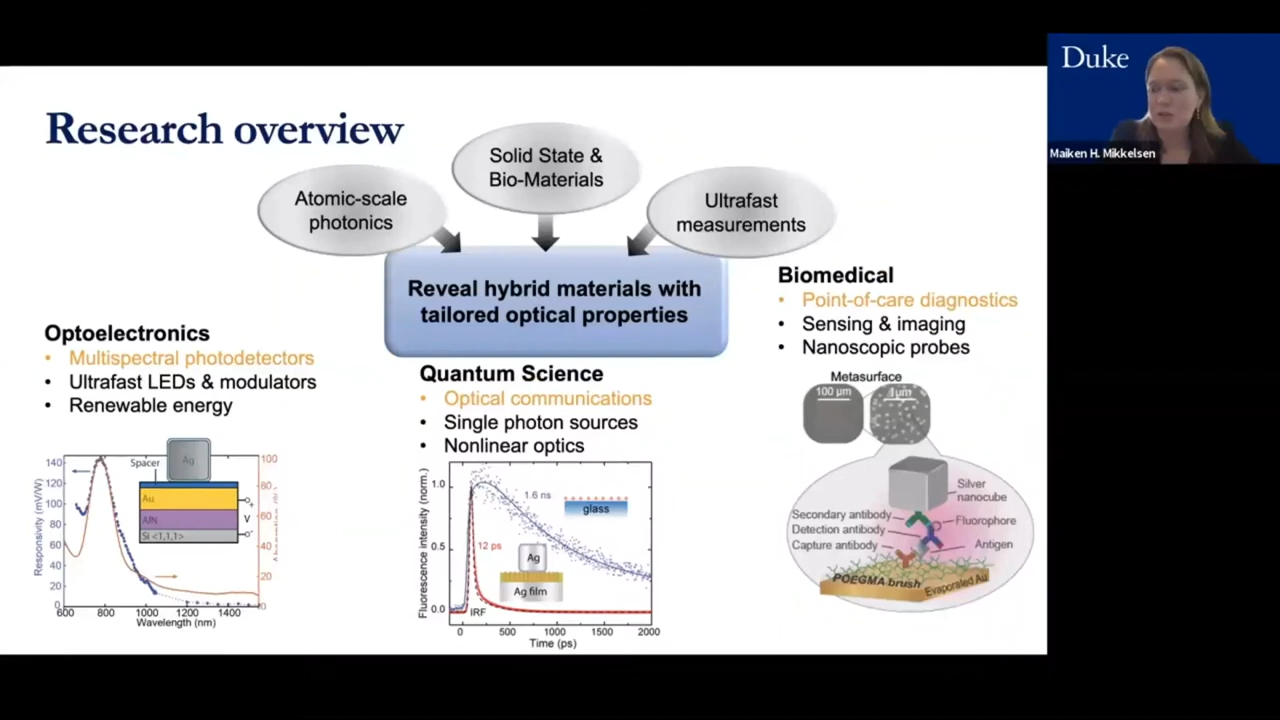 Duke
Maiken H. Mikkelsen
Research overview
Solid State &
Bio-Materials
Atomic-scale
photonics
Ultrafast
measurements
Reveal hybrid materials with
tailored optical properties
Optoelectronics
• Multispectral photodetectors
• Ultrafast LEDs & modulators
• Renewable energy
Quantum Science
• Optical communications
• Single photon sources
• Nonlinear optics
Biomedical
• Point-of-care diagnostics
• Sensing & imaging
• Nanoscopic probes
Responsivity (mV/W)
140
120
100
80
60
40
20
0
600
800
1000
1200
1400
Wavelength (nm)
100
80
60
40
20
0
Spacer
Ag
Au
AlN
Si <1,1,1>
V
Fluorescence intensity (norm.)
1.0
0.5
0.0
1.6 ns
glass
12 ps
Ag
Ag film
IRF
0
500
1000
1500
2000
Time (ps)
Metasurface
100 µm
1µm
Silver
nanocube
Secondary antibody
Fluorophore
Detection antibody
Capture antibody
Antigen
POEGMA brush
Evaporated Au